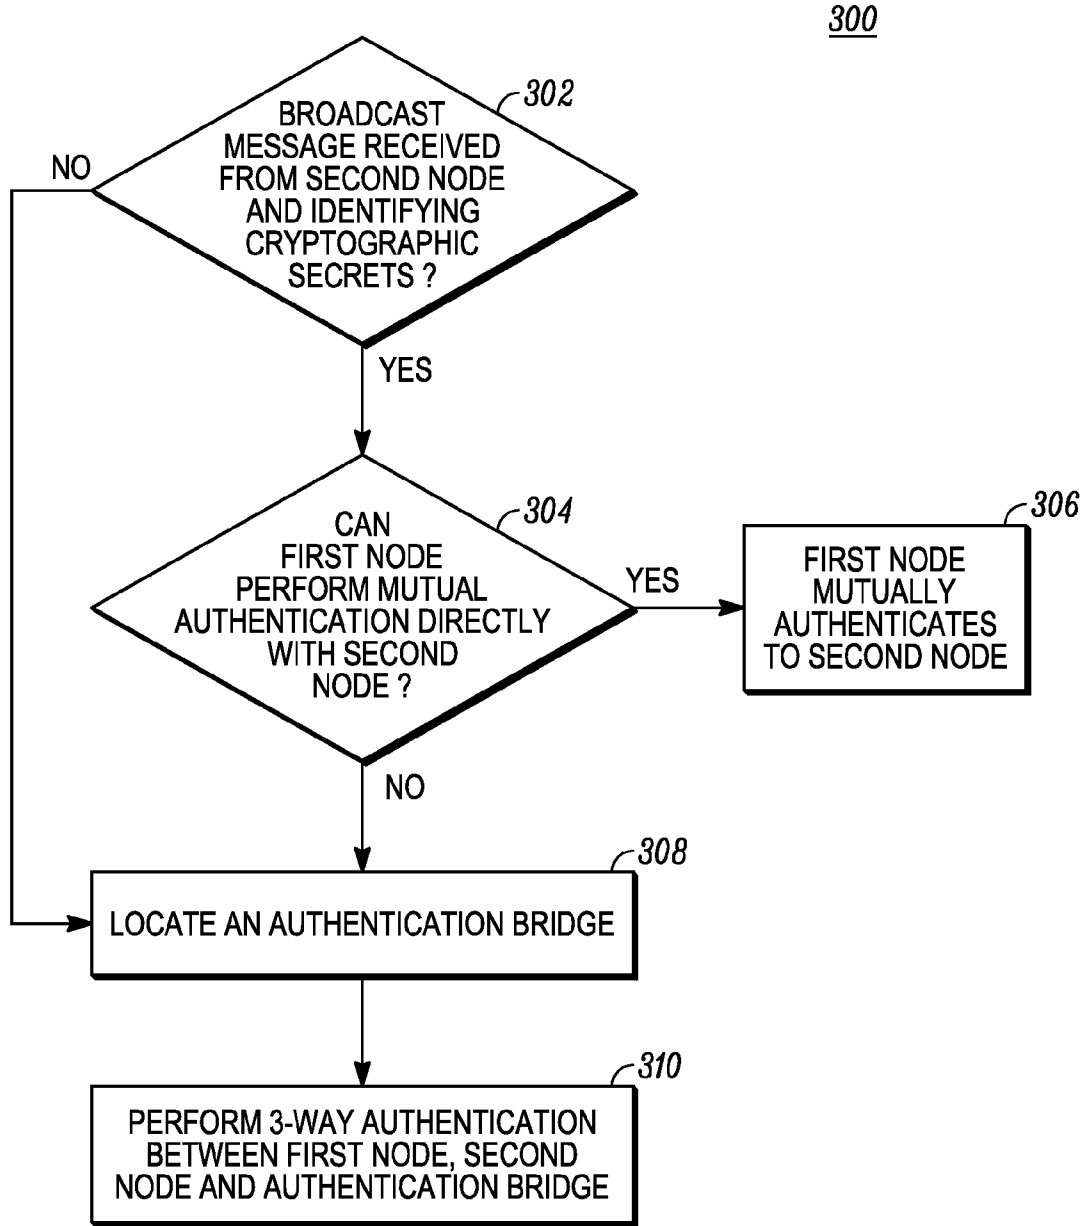 300
302
BROADCAST
MESSAGE RECEIVED
FROM SECOND NODE
AND IDENTIFYING
CRYPTOGRAPHIC
SECRETS ?
NO
YES
304
CAN
FIRST NODE
PERFORM MUTUAL
AUTHENTICATION DIRECTLY
WITH SECOND
NODE ?
YES
306
FIRST NODE
MUTUALLY
AUTHENTICATES
TO SECOND NODE
NO
308
LOCATE AN AUTHENTICATION BRIDGE
310
PERFORM 3-WAY AUTHENTICATION
BETWEEN FIRST NODE, SECOND
NODE AND AUTHENTICATION BRIDGE